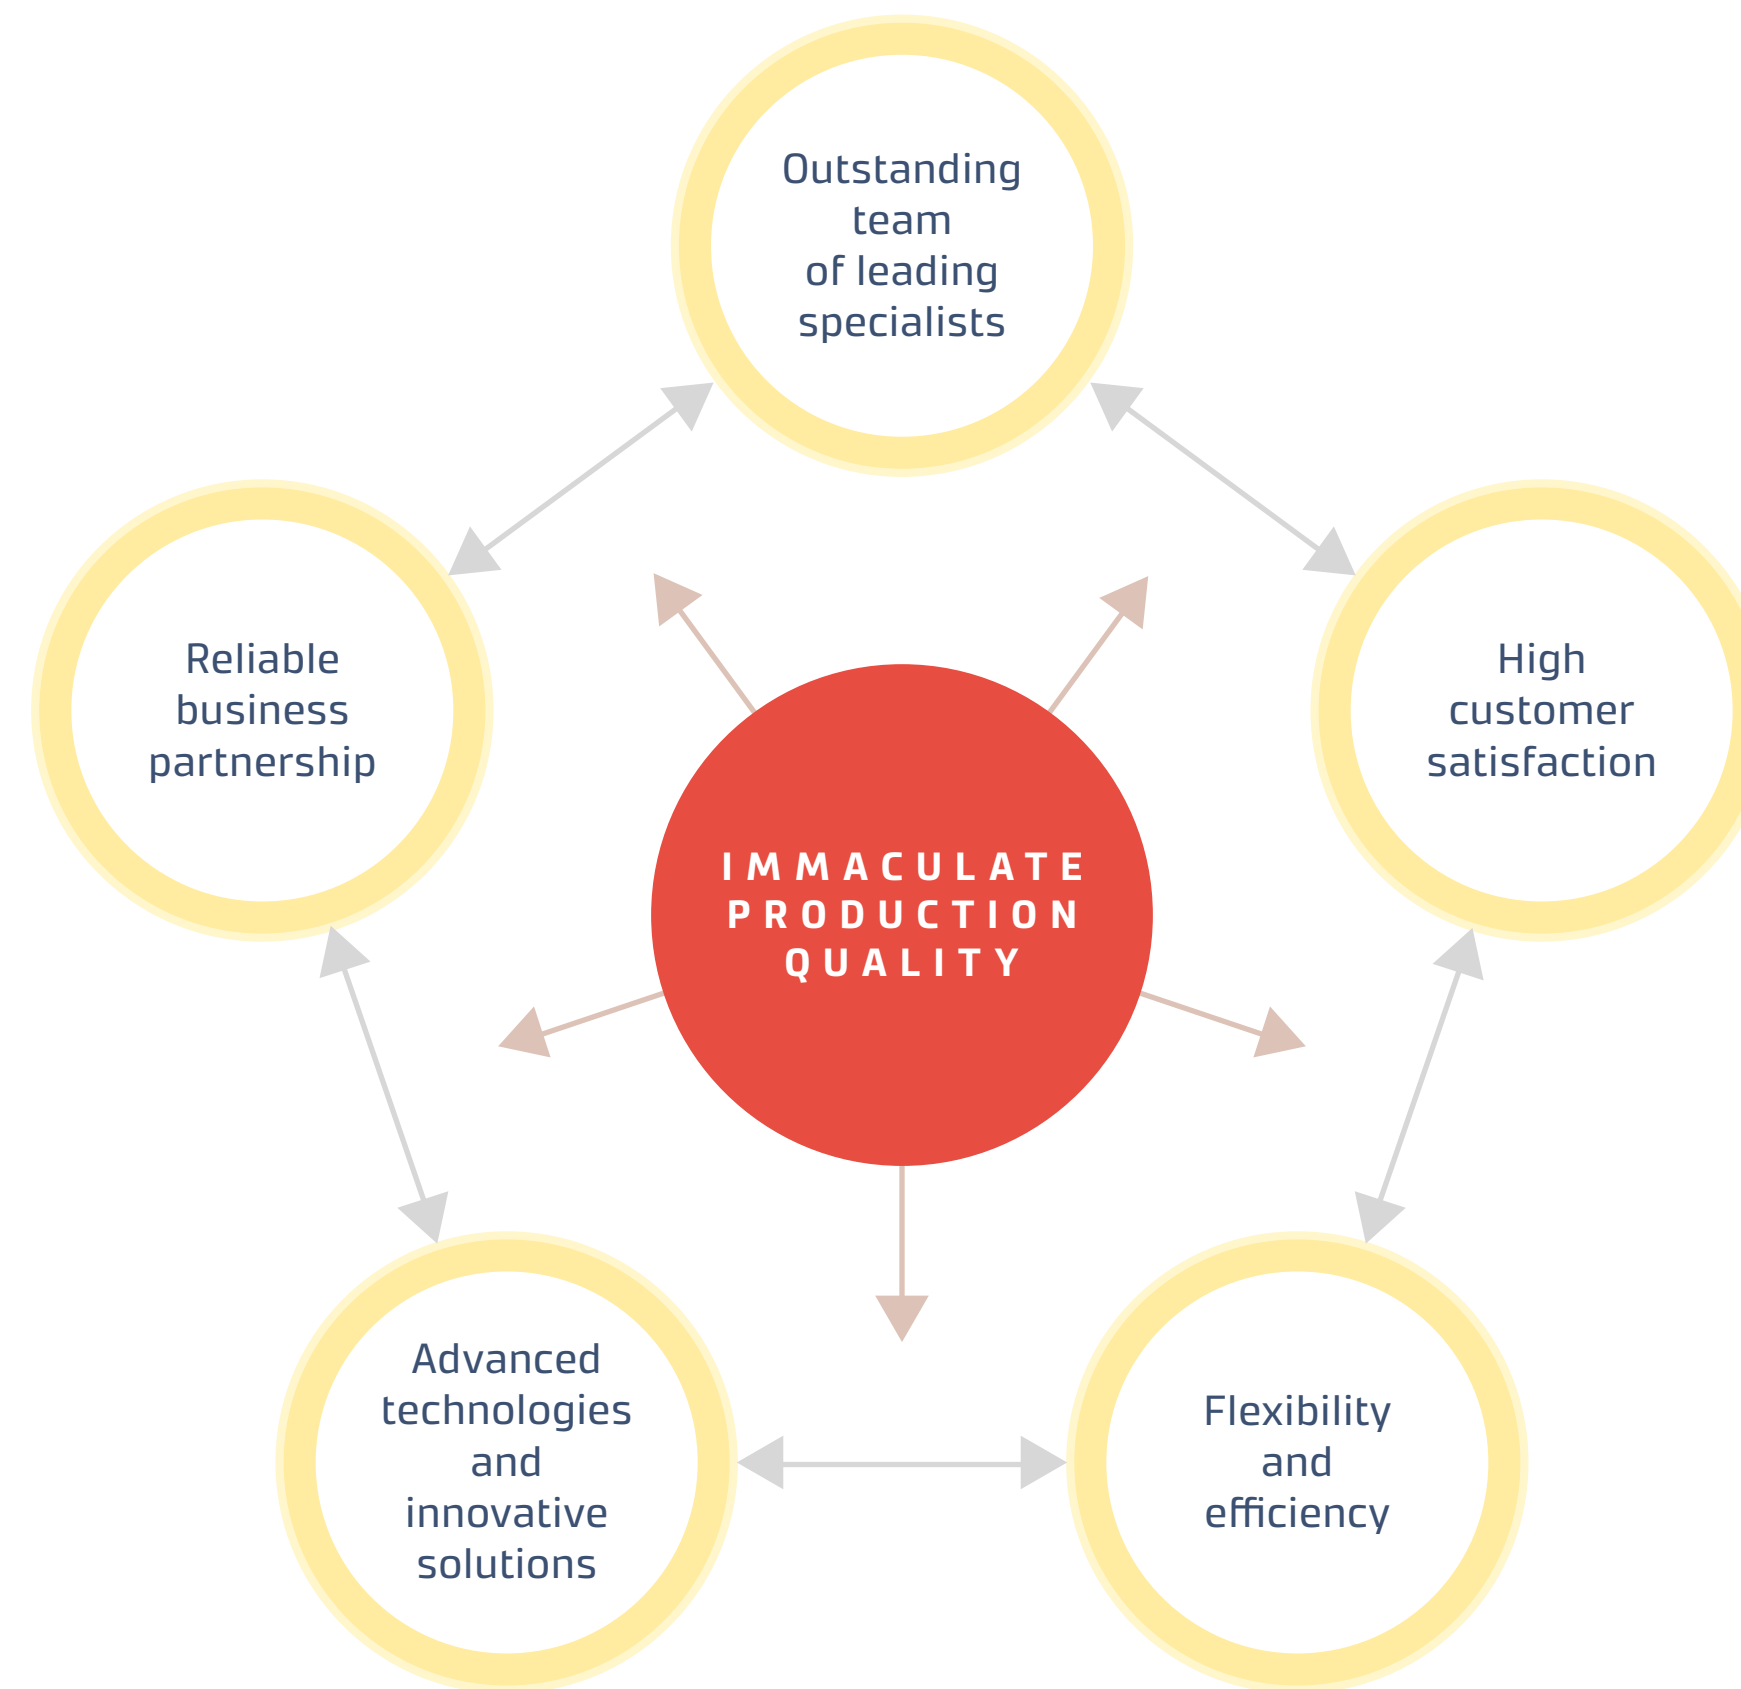 Outstanding
team
of leading
specialists
Reliable
business
partnership
High
customer
satisfaction
IMMACULATE
PRODUCTION
QUALITY
Advanced
technologies
and
innovative
solutions
Flexibility
and
efficiency